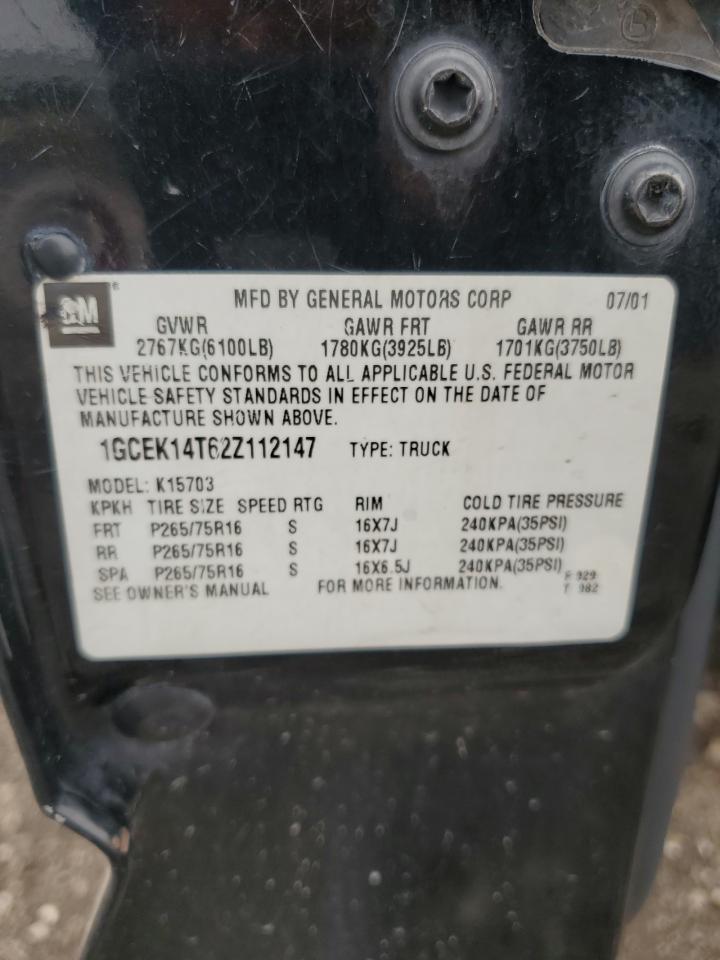 B
GM® MFD BY GENERAL MOTORS CORP 07/01
GVWR GAWR FRT GAWR RR
2767KG(6100LB) 1780KG(3925LB) 1701KG(3750LB)
THIS VEHICLE CONFORMS TO ALL APPLICABLE U.S. FEDERAL MOTOR
VEHICLE SAFETY STANDARDS IN EFFECT ON THE DATE OF
MANUFACTURE SHOWN ABOVE.
1GCEK14T62Z112147 TYPE: TRUCK
MODEL: K15703
KPKH TIRE SIZE SPEED RTG RIM COLD TIRE PRESSURE
FRT P265/75R16 S 16X7J 240KPA(35PSI)
RR P265/75R16 S 16X7J 240KPA(35PSI)
SPA P265/75R16 S 16X6.5J 240KPA(35PSI)
SEE OWNER'S MANUAL FOR MORE INFORMATION.
F 929
T 982